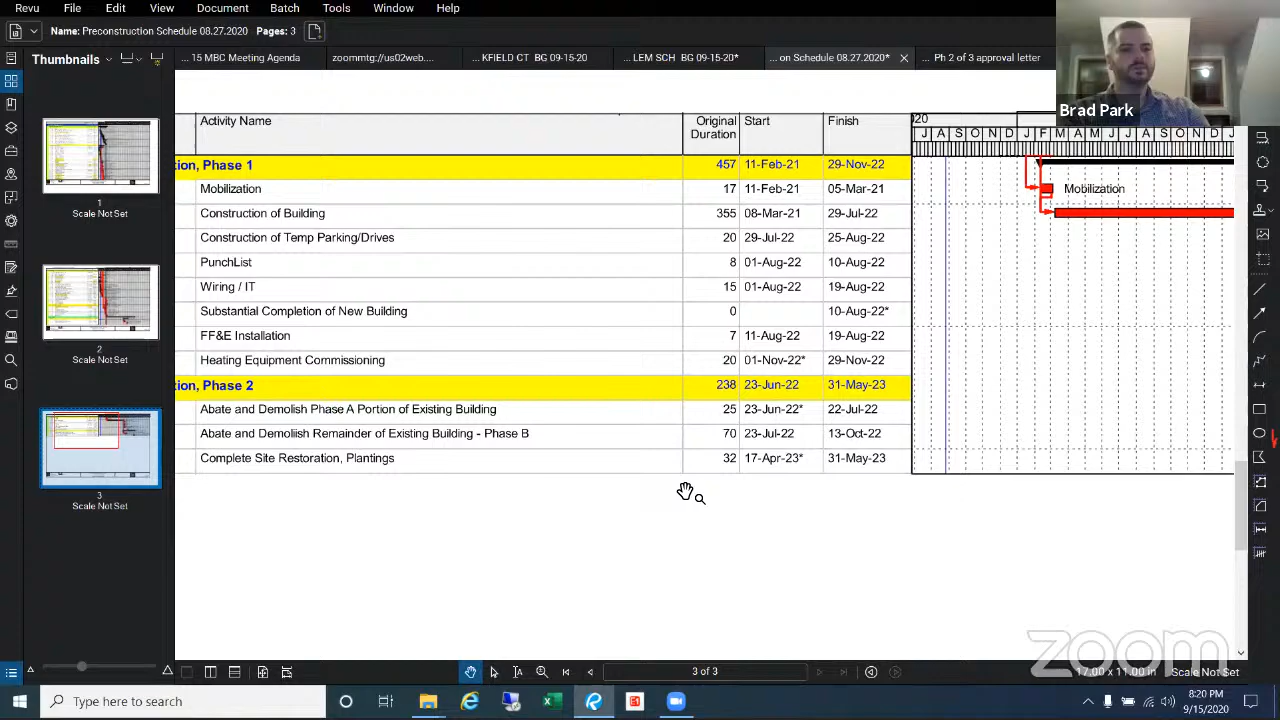 Revu File Edit View Document Batch Tools Window Help
Name: Preconstruction Schedule 08.27.2020 Pages: 3
Thumbnails
... 15 MBC Meeting Agenda zoommtg://us02web.... ... KFIELD CT BG 09-15-20 ... LEM SCH BG 09-15-20* ... on Schedule 08.27.2020* Ph 2 of 3 approval letter
Brad Park
Activity Name Original Duration Start Finish 020
J A S O N D J F M A M J J A S O N D J
tion, Phase 1 457 11-Feb-21 29-Nov-22
Mobilization 17 11-Feb-21 05-Mar-21 Mobilization
Construction of Building 355 08-Mar-21 29-Jul-22
Construction of Temp Parking/Drives 20 29-Jul-22 25-Aug-22
PunchList 8 01-Aug-22 10-Aug-22
Wiring / IT 15 01-Aug-22 19-Aug-22
Substantial Completion of New Building 0 10-Aug-22*
FF&E Installation 7 11-Aug-22 19-Aug-22
Heating Equipment Commissioning 20 01-Nov-22* 29-Nov-22
tion, Phase 2 238 23-Jun-22 31-May-23
Abate and Demolish Phase A Portion of Existing Building 25 23-Jun-22* 22-Jul-22
Abate and Demoliish Remainder of Existing Building - Phase B 70 23-Jul-22 13-Oct-22
Complete Site Restoration, Plantings 32 17-Apr-23* 31-May-23
1
Scale Not Set
2
Scale Not Set
3
Scale Not Set
zoom
3 of 3 17.00 x 11.00 in Scale Not Set
Type here to search
8:20 PM
9/15/2020